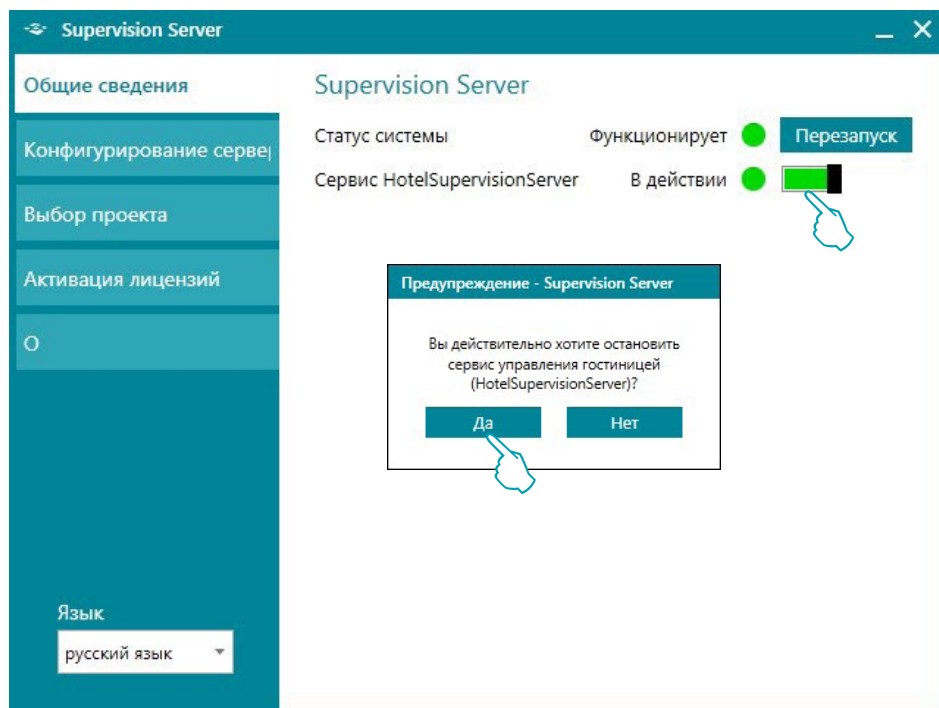 Supervision Server
Общие сведения
Конфигурирование сервер
Выбор проекта
Активация лицензий
О
Язык
русский язык
Supervision Server
Статус системы Функционирует Перезапуск
Сервис HotelSupervisionServer В действии
Предупреждение - Supervision Server
Вы действительно хотите остановить
сервис управления гостиницей
(HotelSupervisionServer)?
Да Нет